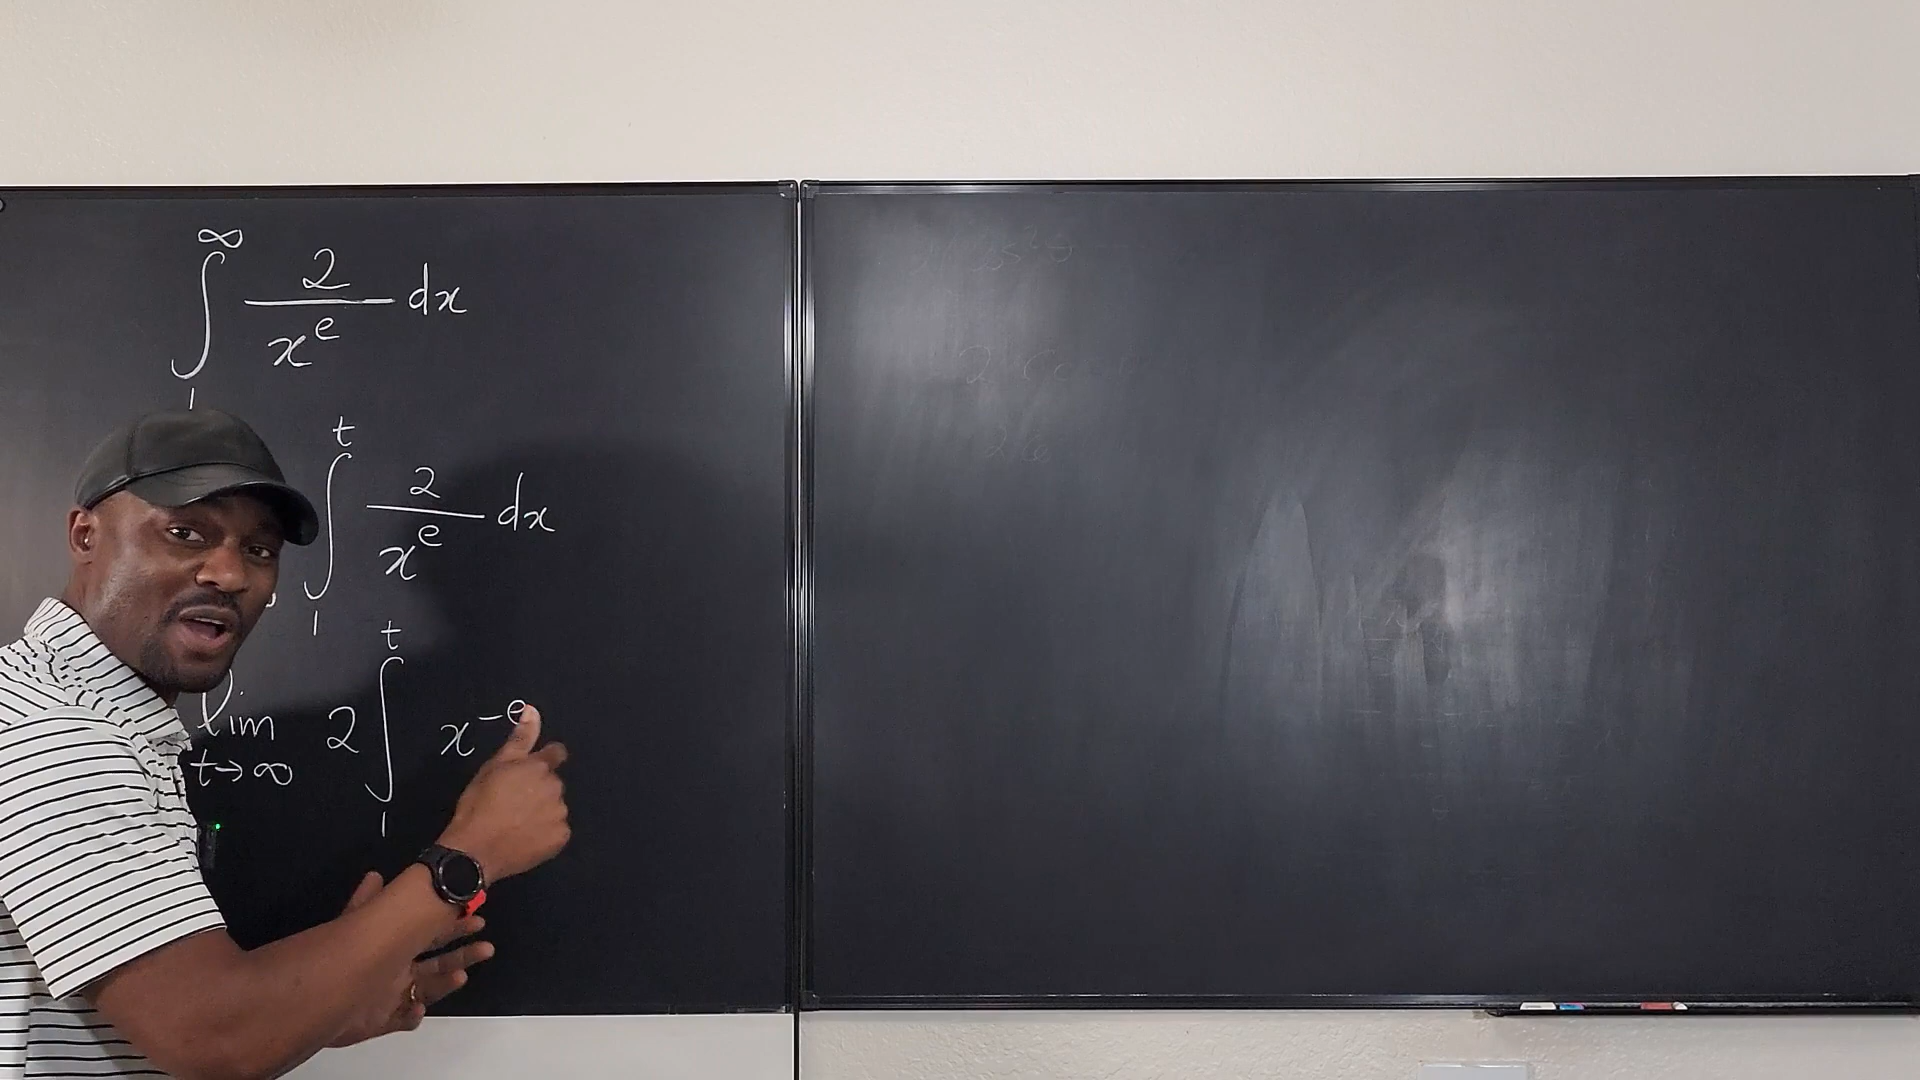 ∫₁^∞ 2/x^e dx
∫₁^t 2/x^e dx
lim t→∞ 2 ∫₁^t x^-e